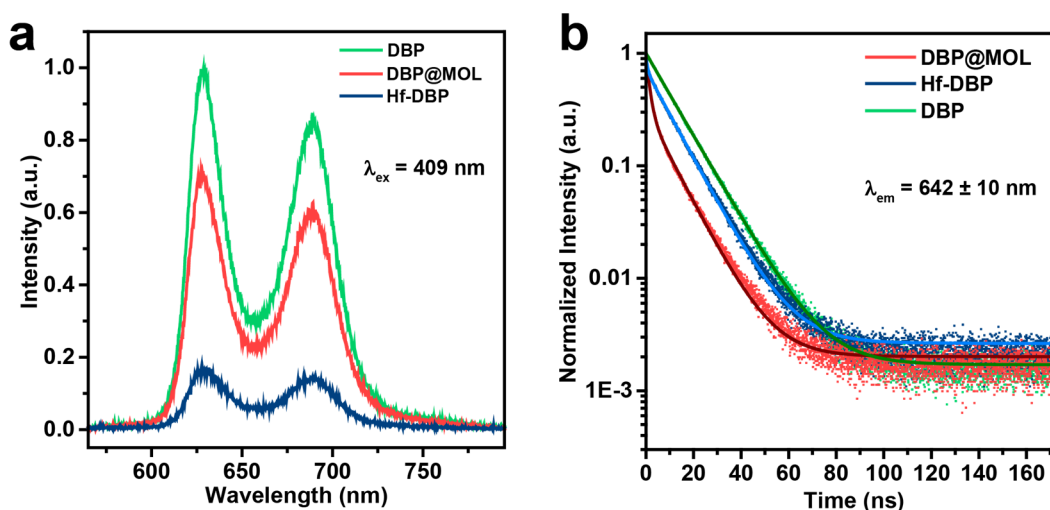 a
DBP
DBP@MOL
Hf-DBP
λex = 409 nm
1.0
0.8
0.6
0.4
0.2
0.0
Intensity (a.u.)
600
650
700
750
Wavelength (nm)
b
DBP@MOL
Hf-DBP
DBP
λem = 642 ± 10 nm
1
0.1
0.01
1E-3
Normalized Intensity (a.u.)
0
20
40
60
80
100
120
140
160
Time (ns)